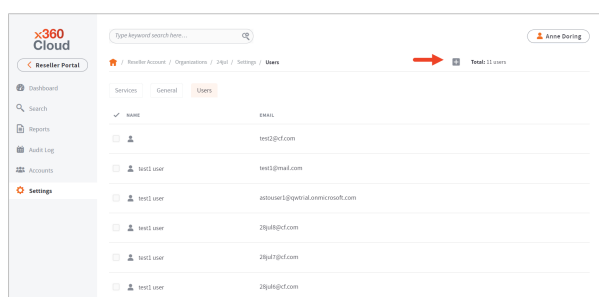 x360
Cloud
Reseller Portal
Dashboard
Search
Reports
Audit Log
Accounts
Settings
Type keyword search here...
Anne Doring
/ Reseller Account / Organizations / 24jul / Settings / Users
Total: 11 users
Services General Users
NAME EMAIL
test2@cf.com
test1 user test1@mail.com
test1 user astouser1@qwtrial.onmicrosoft.com
test1 user 28jul8@cf.com
test1 user 28jul7@cf.com
test1 user 28jul6@cf.com